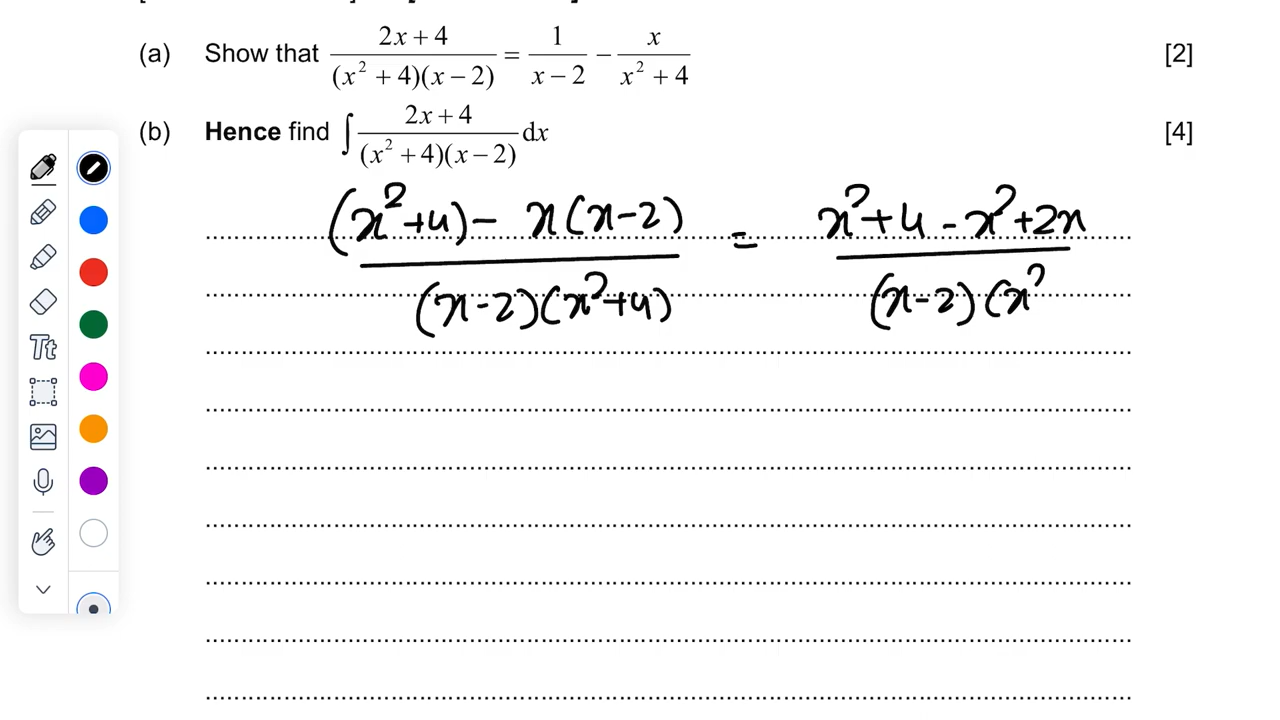 (a) Show that (2x + 4)/((x² + 4)(x − 2)) = 1/(x − 2) − x/(x² + 4) [2]
(b) Hence find ∫ (2x + 4)/((x² + 4)(x − 2)) dx [4]
((x²+4) − x(x−2))/((x−2)(x²+4)) = (x²+4 − x²+2x)/((x−2)(x²
Tt